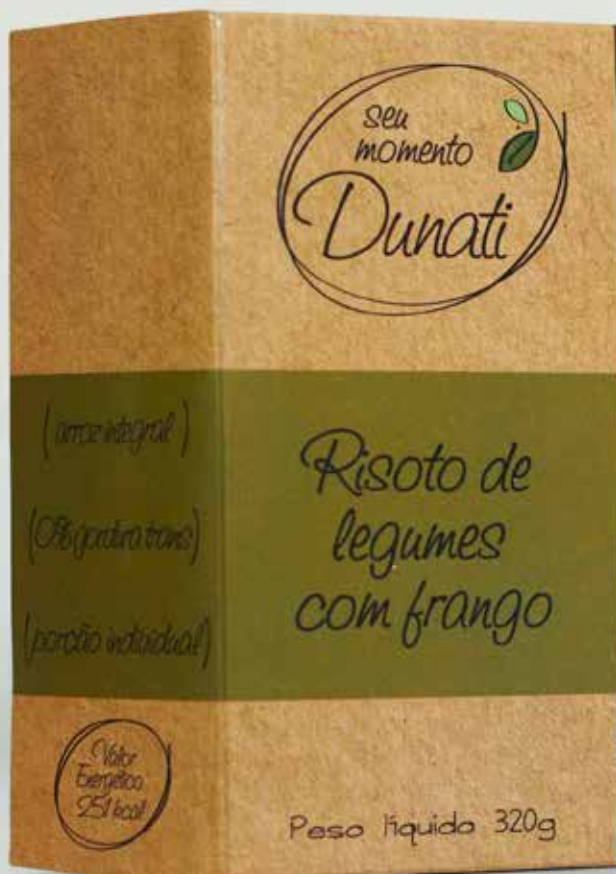 seu
momento
Dunati
Risoto de
legumes
com frango
Peso líquido 320g
(arroz integral)
(0% gordura trans)
(porção individual)
Valor
Energético
251 kcal